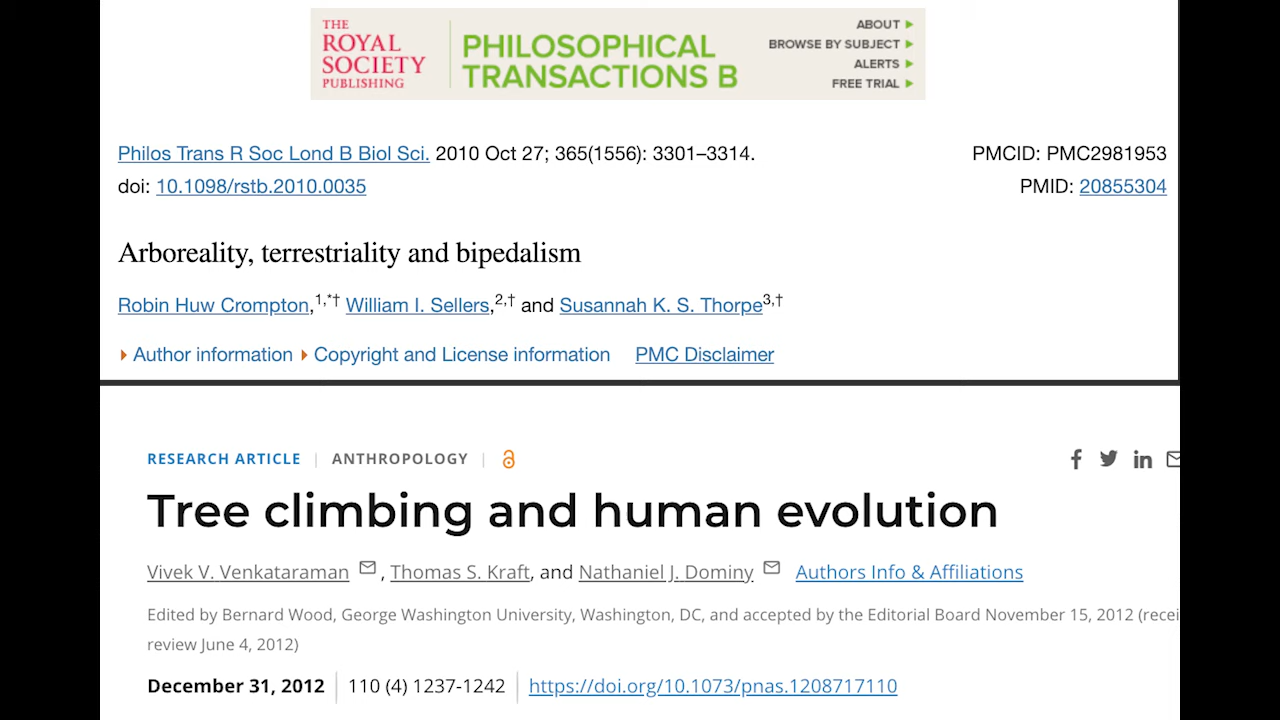 THE
ROYAL
SOCIETY
PUBLISHING
PHILOSOPHICAL
TRANSACTIONS B
ABOUT
BROWSE BY SUBJECT
ALERTS
FREE TRIAL
Philos Trans R Soc Lond B Biol Sci. 2010 Oct 27; 365(1556): 3301–3314.
PMCID: PMC2981953
doi: 10.1098/rstb.2010.0035
PMID: 20855304
Arboreality, terrestriality and bipedalism
Robin Huw Crompton,1,*† William I. Sellers,2,† and Susannah K. S. Thorpe3,†
Author information Copyright and License information PMC Disclaimer
RESEARCH ARTICLE | ANTHROPOLOGY |
Tree climbing and human evolution
Vivek V. Venkataraman , Thomas S. Kraft, and Nathaniel J. Dominy Authors Info & Affiliations
Edited by Bernard Wood, George Washington University, Washington, DC, and accepted by the Editorial Board November 15, 2012 (recei
review June 4, 2012)
December 31, 2012 | 110 (4) 1237-1242 | https://doi.org/10.1073/pnas.1208717110